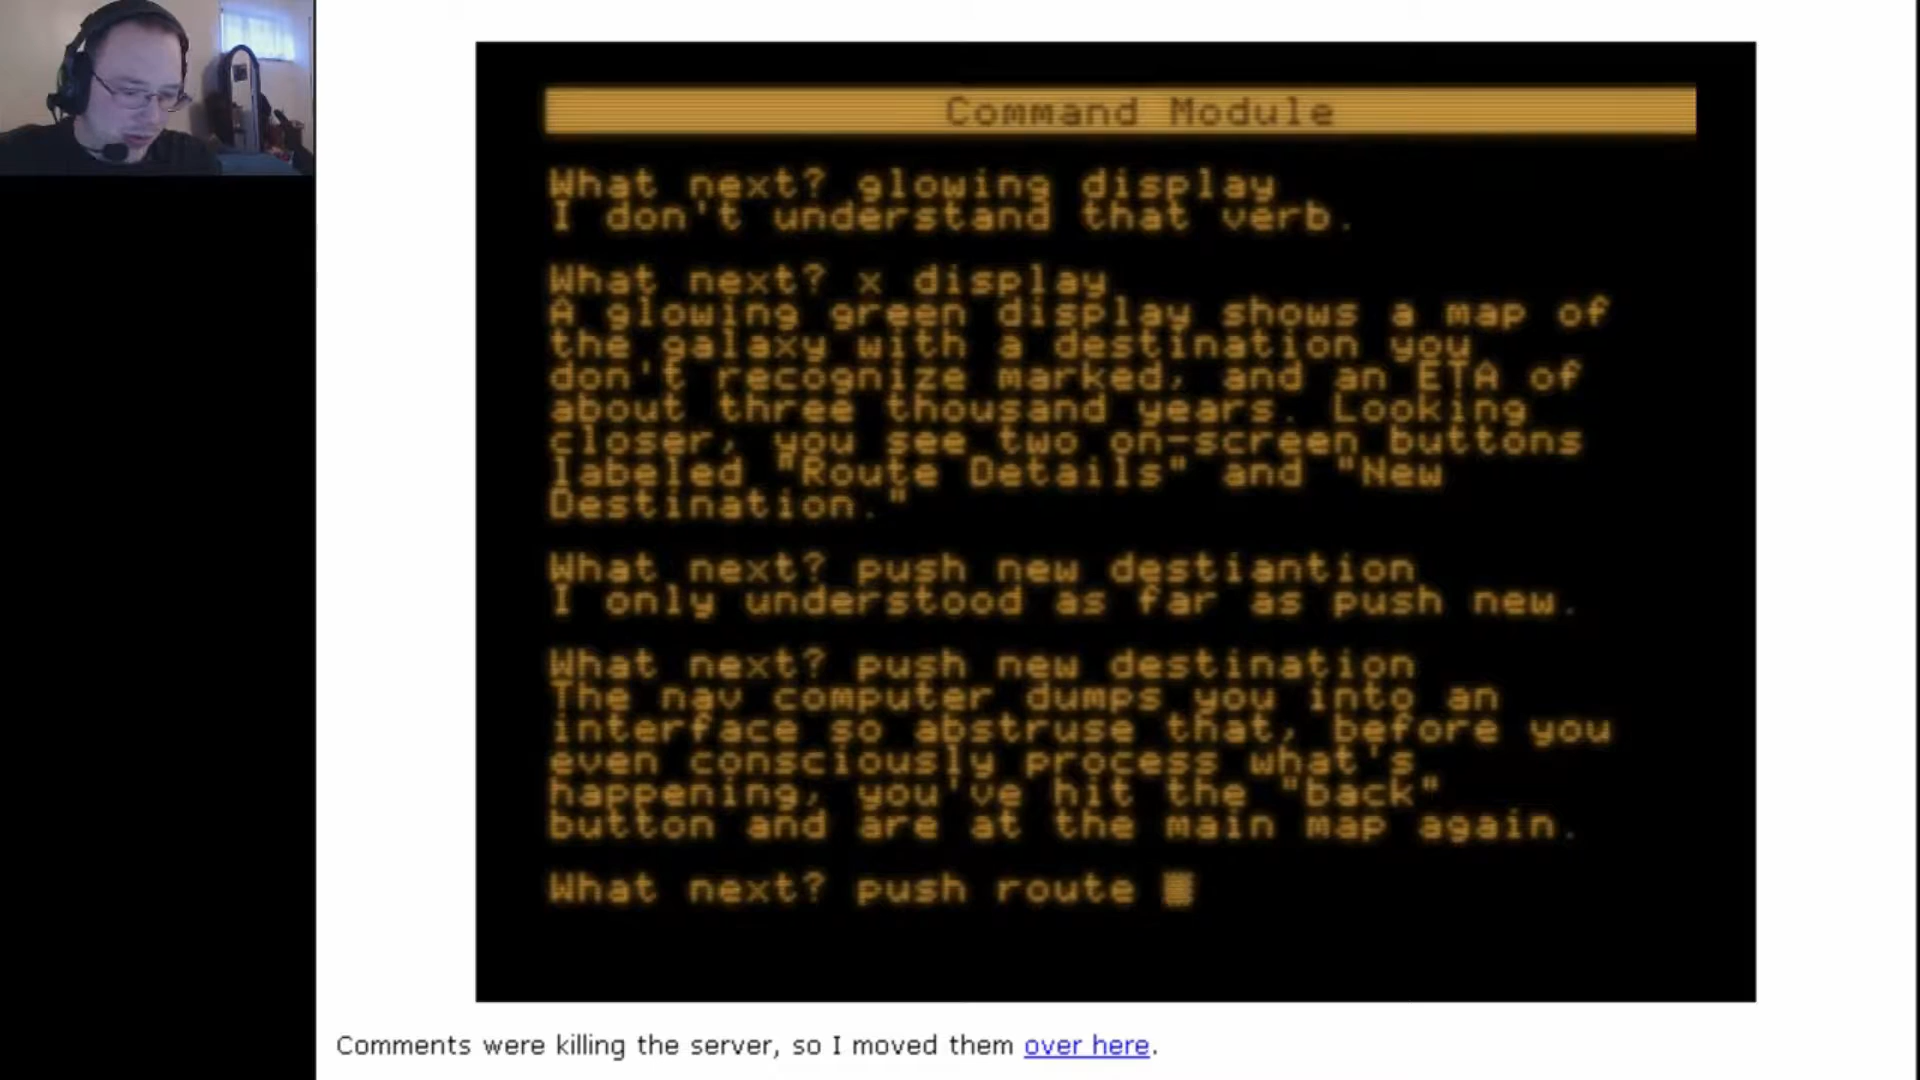 Command Module
What next? glowing display
I don't understand that verb.
What next? x display
A glowing green display shows a map of
the galaxy with a destination you
don't recognize marked, and an ETA of
about three thousand years. Looking
closer, you see two on-screen buttons
labeled "Route Details" and "New
Destination."
What next? push new destiantion
I only understood as far as push new.
What next? push new destination
The nav computer dumps you into an
interface so abstruse that, before you
even consciously process what's
happening, you've hit the "back"
button and are at the main map again.
What next? push route
Comments were killing the server, so I moved them over here.